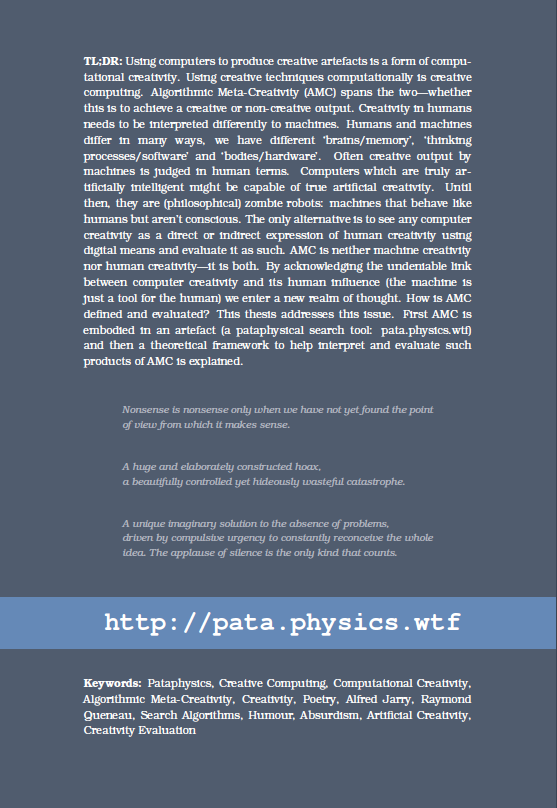 TL;DR: Using computers to produce creative artefacts is a form of compu-
tational creativity. Using creative techniques computationally is creative
computing. Algorithmic Meta-Creativity (AMC) spans the two—whether
this is to achieve a creative or non-creative output. Creativity in humans
needs to be interpreted differently to machines. Humans and machines
differ in many ways, we have different ‘brains/memory’, ‘thinking
processes/software’ and ‘bodies/hardware’. Often creative output by
machines is judged in human terms. Computers which are truly ar-
tificially intelligent might be capable of true artificial creativity. Until
then, they are (philosophical) zombie robots: machines that behave like
humans but aren’t conscious. The only alternative is to see any computer
creativity as a direct or indirect expression of human creativity using
digital means and evaluate it as such. AMC is neither machine creativity
nor human creativity—it is both. By acknowledging the undeniable link
between computer creativity and its human influence (the machine is
just a tool for the human) we enter a new realm of thought. How is AMC
defined and evaluated? This thesis addresses this issue. First AMC is
embodied in an artefact (a pataphysical search tool: pata.physics.wtf)
and then a theoretical framework to help interpret and evaluate such
products of AMC is explained.
Nonsense is nonsense only when we have not yet found the point
of view from which it makes sense.
A huge and elaborately constructed hoax,
a beautifully controlled yet hideously wasteful catastrophe.
A unique imaginary solution to the absence of problems,
driven by compulsive urgency to constantly reconceive the whole
idea. The applause of silence is the only kind that counts.
http://pata.physics.wtf
Keywords: Pataphysics, Creative Computing, Computational Creativity,
Algorithmic Meta-Creativity, Creativity, Poetry, Alfred Jarry, Raymond
Queneau, Search Algorithms, Humour, Absurdism, Artificial Creativity,
Creativity Evaluation